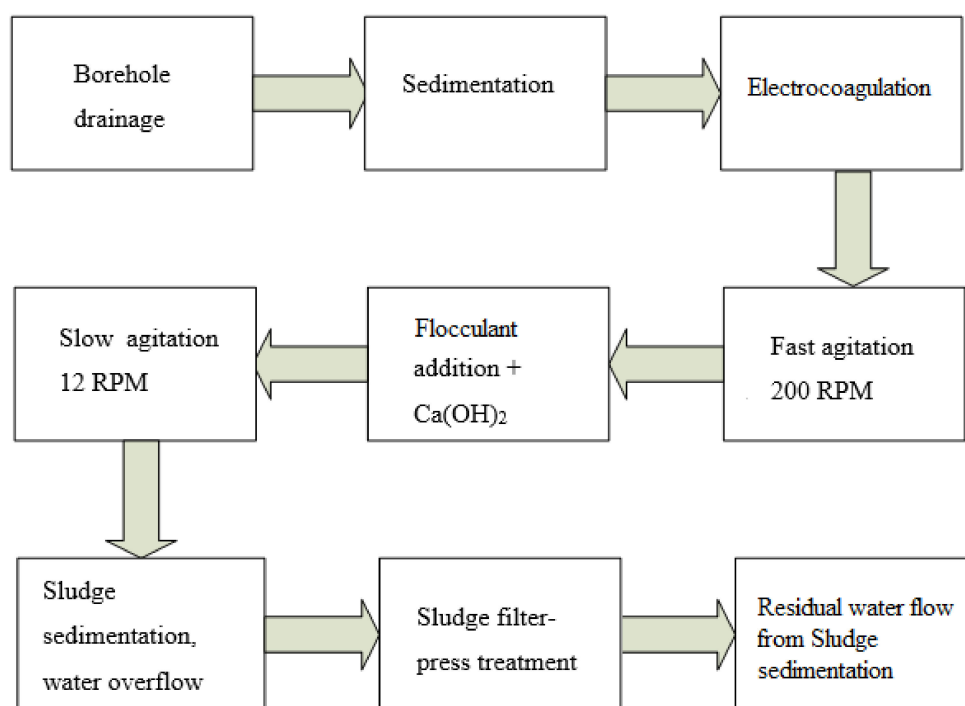 Borehole
drainage
Sedimentation
Electrocoagulation
Fast agitation
200 RPM
Flocculant
addition +
Ca(OH)₂
Slow agitation
12 RPM
Sludge
sedimentation,
water overflow
Sludge filter-
press treatment
Residual water flow
from Sludge
sedimentation